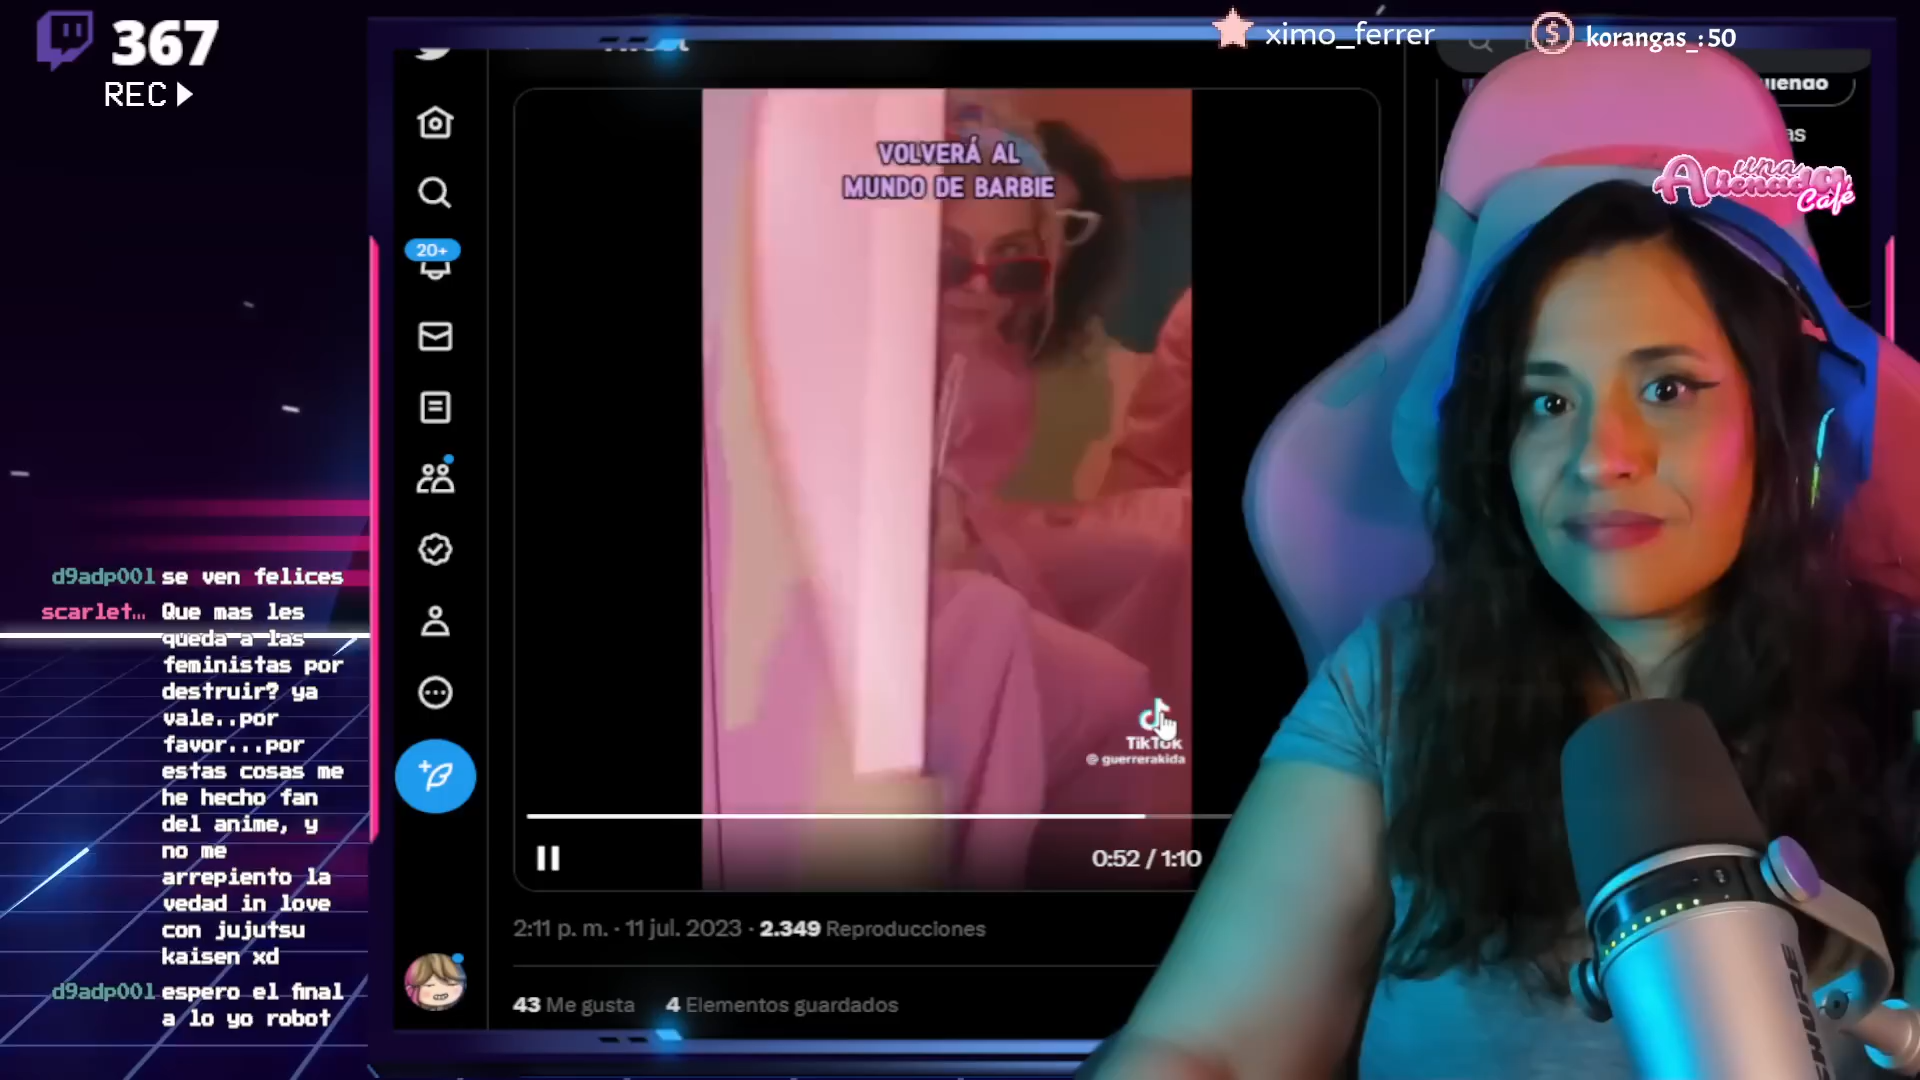 367
REC
ximo_ferrer
korangas_:50
una
Alienada
Café
20+
VOLVERÁ AL
MUNDO DE BARBIE
TikTok
@ guerrerakida
0:52 / 1:10
2:11 p. m. · 11 jul. 2023 · 2.349 Reproducciones
43 Me gusta 4 Elementos guardados
d9adp001 se ven felices
scarlet... Que mas les
queda a las
feministas por
destruir? ya
vale..por
favor...por
estas cosas me
he hecho fan
del anime, y
no me
arrepiento la
vedad in love
con jujutsu
kaisen xd
d9adp001 espero el final
a lo yo robot